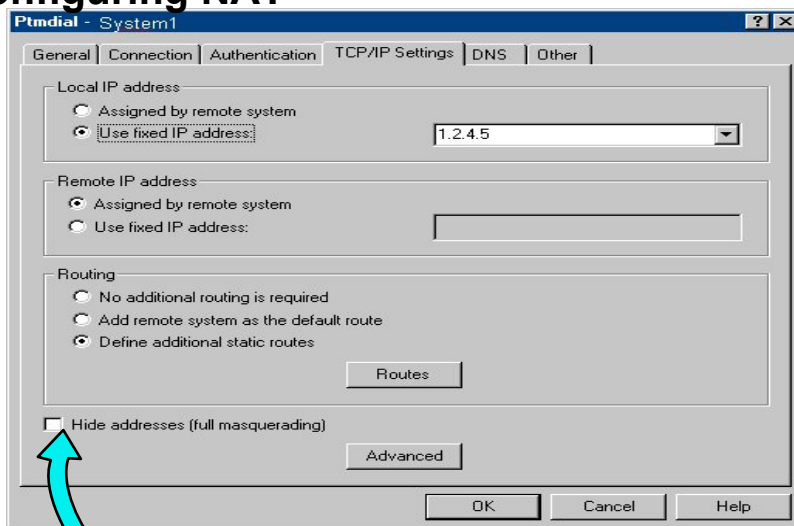 onfiguring NAT
Ptmdial - System1
General Connection Authentication TCP/IP Settings DNS Other
Local IP address
Assigned by remote system
Use fixed IP address: 1.2.4.5
Remote IP address
Assigned by remote system
Use fixed IP address:
Routing
No additional routing is required
Add remote system as the default route
Define additional static routes
Routes
Hide addresses (full masquerading)
Advanced
OK Cancel Help